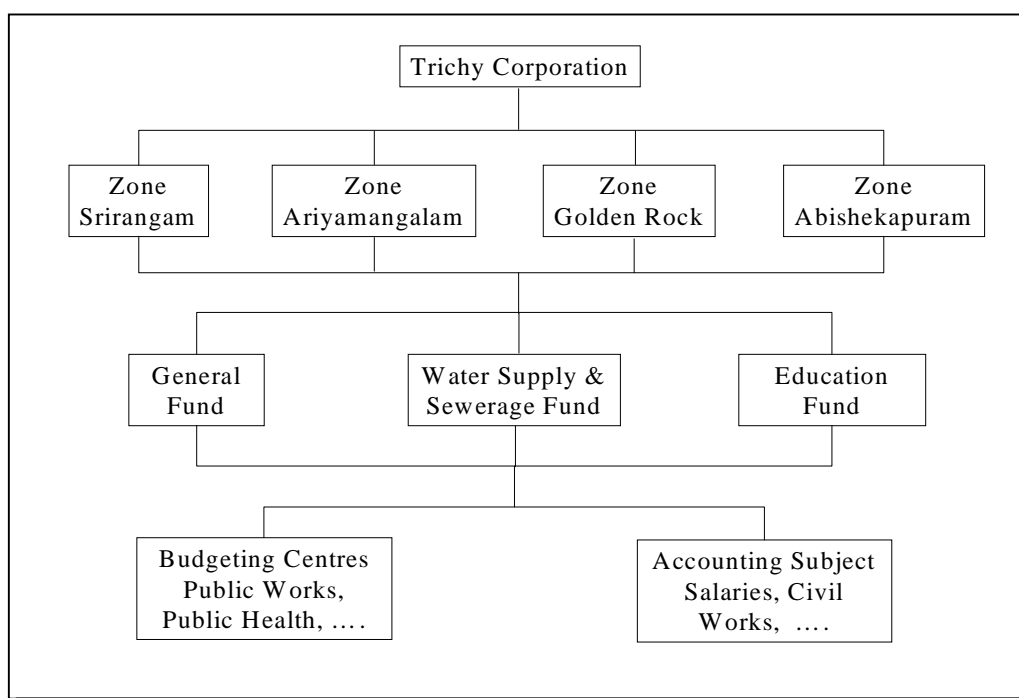 Trichy Corporation
Zone
Srirangam
Zone
Ariyamangalam
Zone
Golden Rock
Zone
Abishekapuram
General
Fund
Water Supply &
Sewerage Fund
Education
Fund
Budgeting Centres
Public Works,
Public Health, ....
Accounting Subject
Salaries, Civil
Works, ....